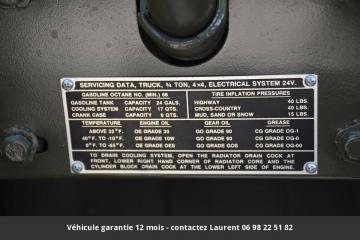 SERVICING DATA, TRUCK, ¾ TON, 4×4, ELECTRICAL SYSTEM 24V.
GASOLINE OCTANE NO. (MIN.) 68
GASOLINE TANK CAPACITY 24 GALS.
COOLING SYSTEM CAPACITY 17 QTS.
CRANK CASE CAPACITY 6 QTS.
TIRE INFLATION PRESSURES
HIGHWAY 40 LBS.
CROSS-COUNTRY 40 LBS.
MUD, SAND, OR SNOW 15 LBS.
TEMPERATURE ENGINE OIL GEAR OIL GREASE
ABOVE 32°F. OE GRADE 30 GO GRADE 90 CG GRADE OG-1
40°F. TO -10°F. OE GRADE 10W GO GRADE 90 CG GRADE OG-0
0°F. TO -65°F. OE GRADE OES GO GRADE GOS CG GRADE OG-00
TO DRAIN COOLING SYSTEM, OPEN THE RADIATOR DRAIN COCK AT
FRONT, LOWER RIGHT HAND CORNER OF RADIATOR CORE AND THE
CYLINDER BLOCK DRAIN COCK AT THE LOWER LEFT SIDE OF ENGINE.
Véhicule garantie 12 mois - contactez Laurent 06 98 22 51 82